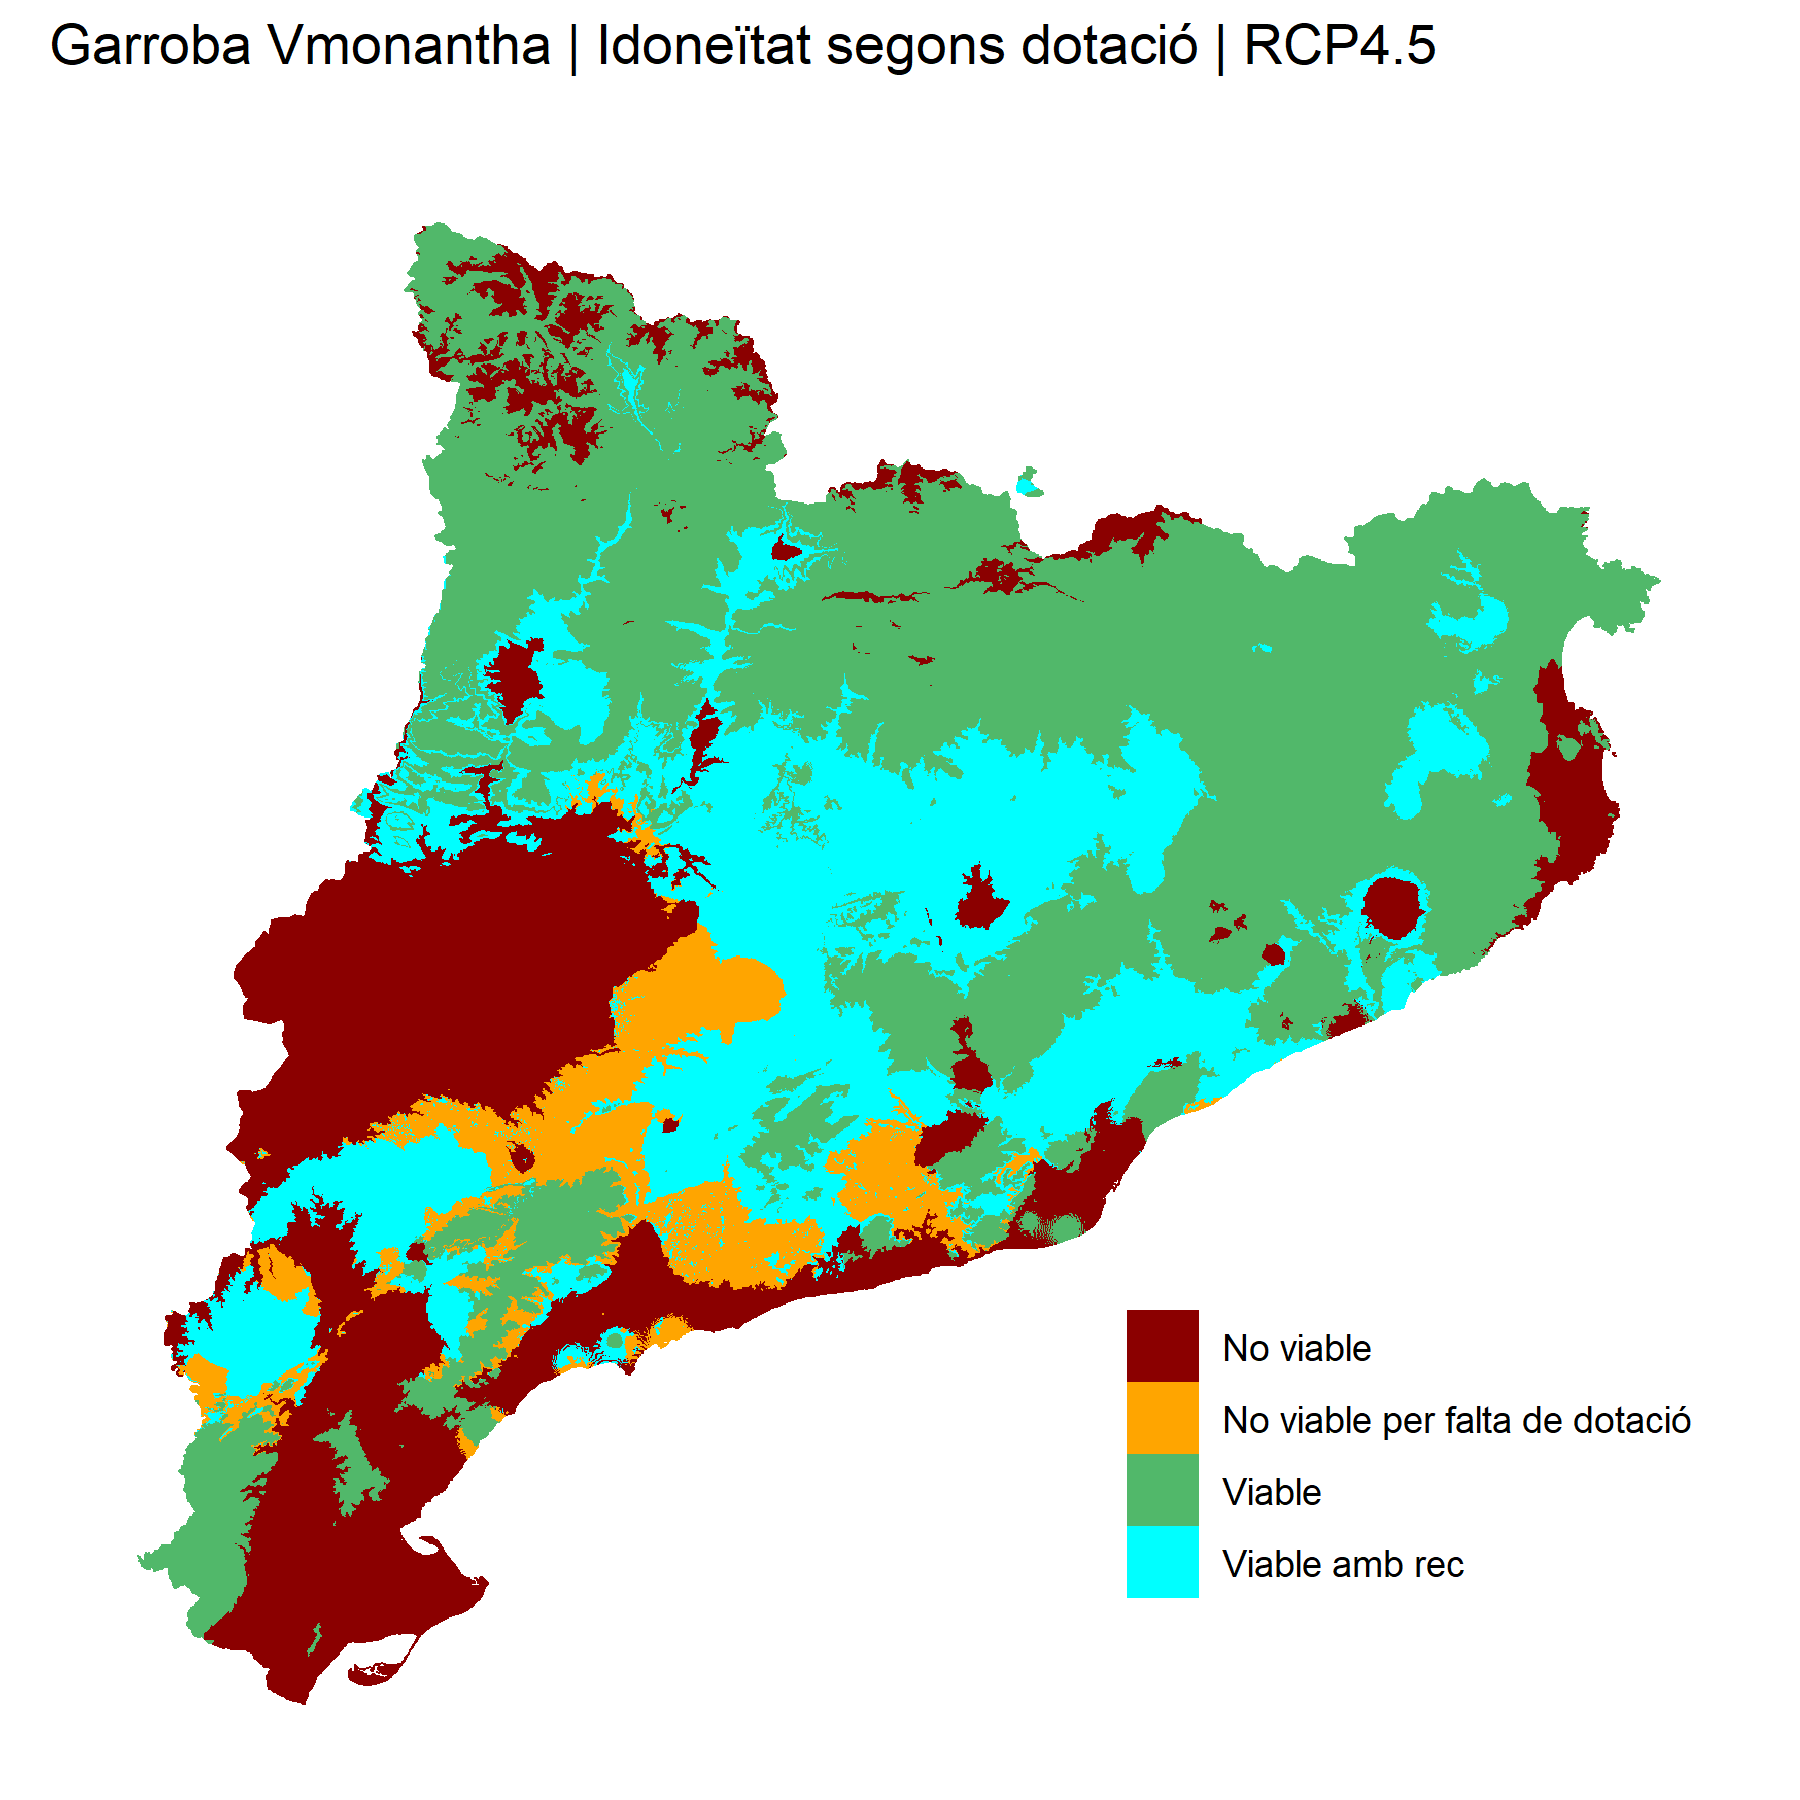 Garroba Vmonantha | Idoneïtat segons dotació | RCP4.5
No viable
No viable per falta de dotació
Viable
Viable amb rec